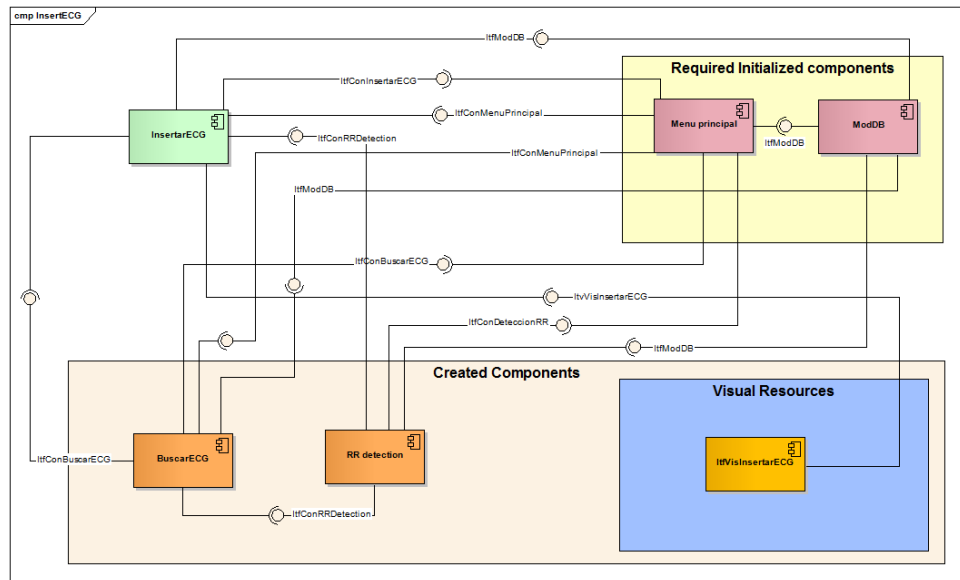 cmp InsertECG
ItfModDB
Required Initialized components
ItfConInsertarECG
ItfConMenuPrincipal
Menu principal
ModDB
InsertarECG
ItfConRRDetection
ItfModDB
ItfConMenuPrincipal
ItfModDB
ItfConBuscarECG
ItvVisInsertarECG
ItfConDeteccionRR
ItfModDB
Created Components
Visual Resources
BuscarECG
RR detection
ItfConBuscarECG
ItfVisInsertarECG
ItfConRRDetection